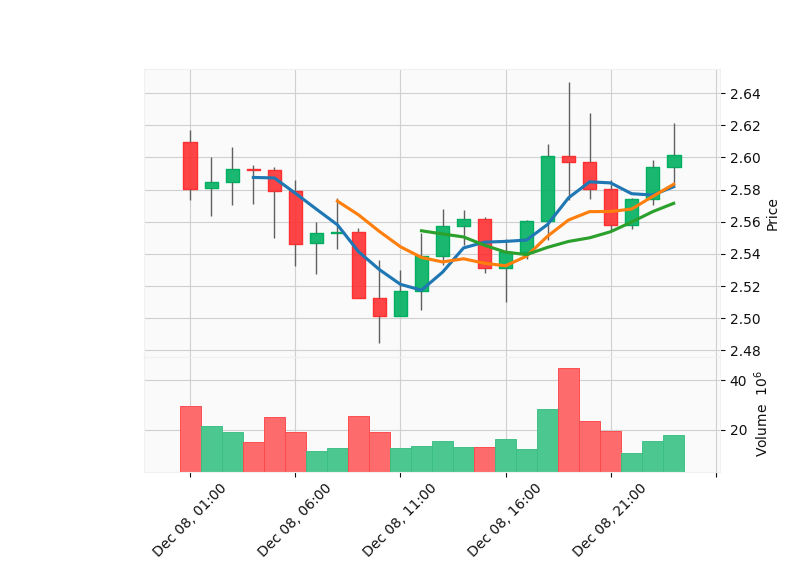 2.64
2.62
2.60
2.58
2.56
2.54
2.52
2.50
2.48
Price
40
20
Volume 10^6
Dec 08, 01:00
Dec 08, 06:00
Dec 08, 11:00
Dec 08, 16:00
Dec 08, 21:00